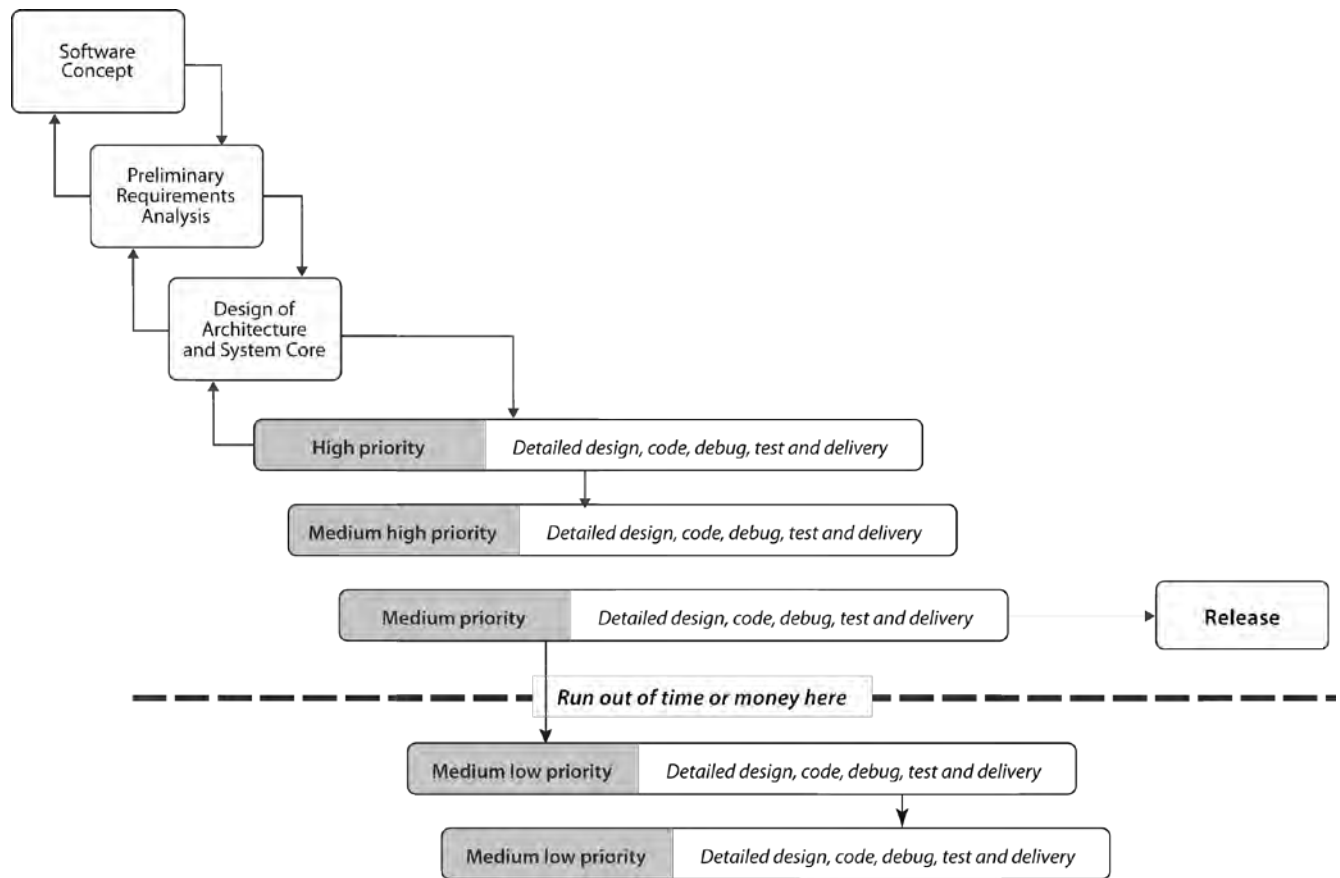 Software
Concept
Preliminary
Requirements
Analysis
Design of
Architecture
and System Core
High priority
Detailed design, code, debug, test and delivery
Medium high priority
Detailed design, code, debug, test and delivery
Medium priority
Detailed design, code, debug, test and delivery
Release
Run out of time or money here
Medium low priority
Detailed design, code, debug, test and delivery
Medium low priority
Detailed design, code, debug, test and delivery